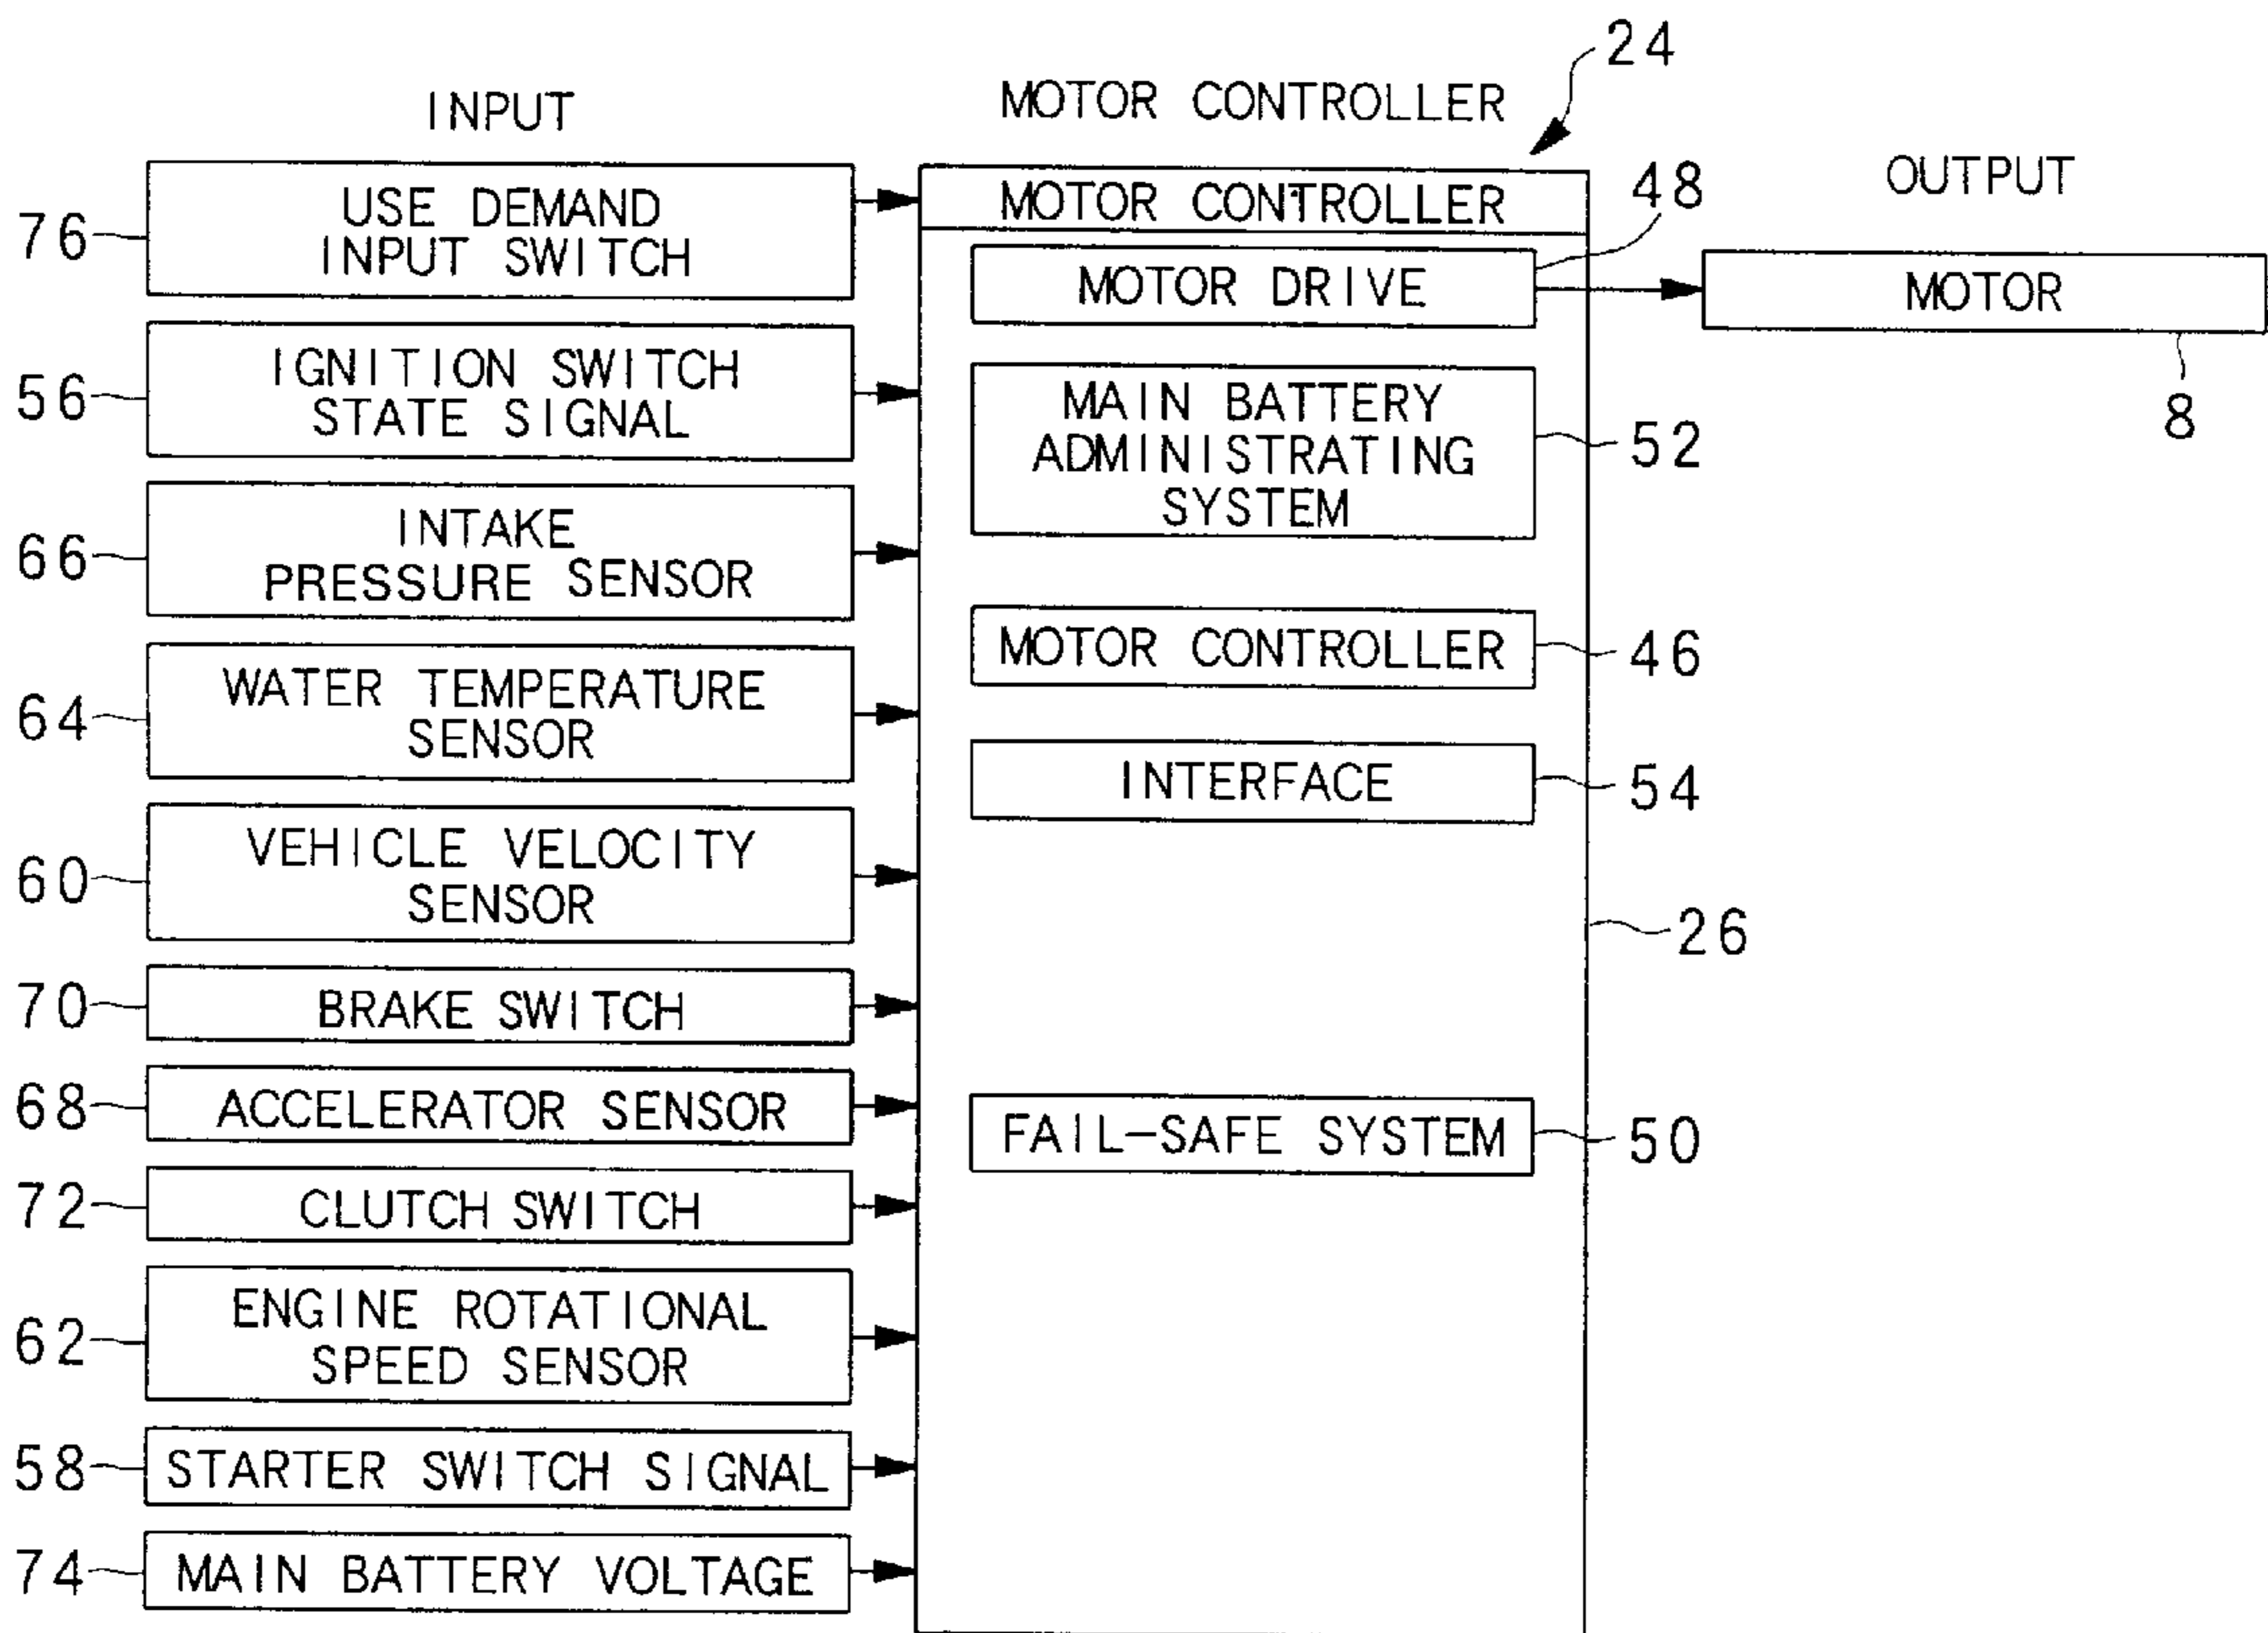 24
INPUT
MOTOR CONTROLLER
OUTPUT
76
USE DEMAND
INPUT SWITCH
56
IGNITION SWITCH
STATE SIGNAL
66
INTAKE
PRESSURE SENSOR
64
WATER TEMPERATURE
SENSOR
60
VEHICLE VELOCITY
SENSOR
70
BRAKE SWITCH
68
ACCELERATOR SENSOR
72
CLUTCH SWITCH
62
ENGINE ROTATIONAL
SPEED SENSOR
58
STARTER SWITCH SIGNAL
74
MAIN BATTERY VOLTAGE
MOTOR CONTROLLER
48
MOTOR DRIVE
MAIN BATTERY
ADMINISTRATING
SYSTEM
52
MOTOR CONTROLLER
46
INTERFACE
54
26
FAIL-SAFE SYSTEM
50
MOTOR
8